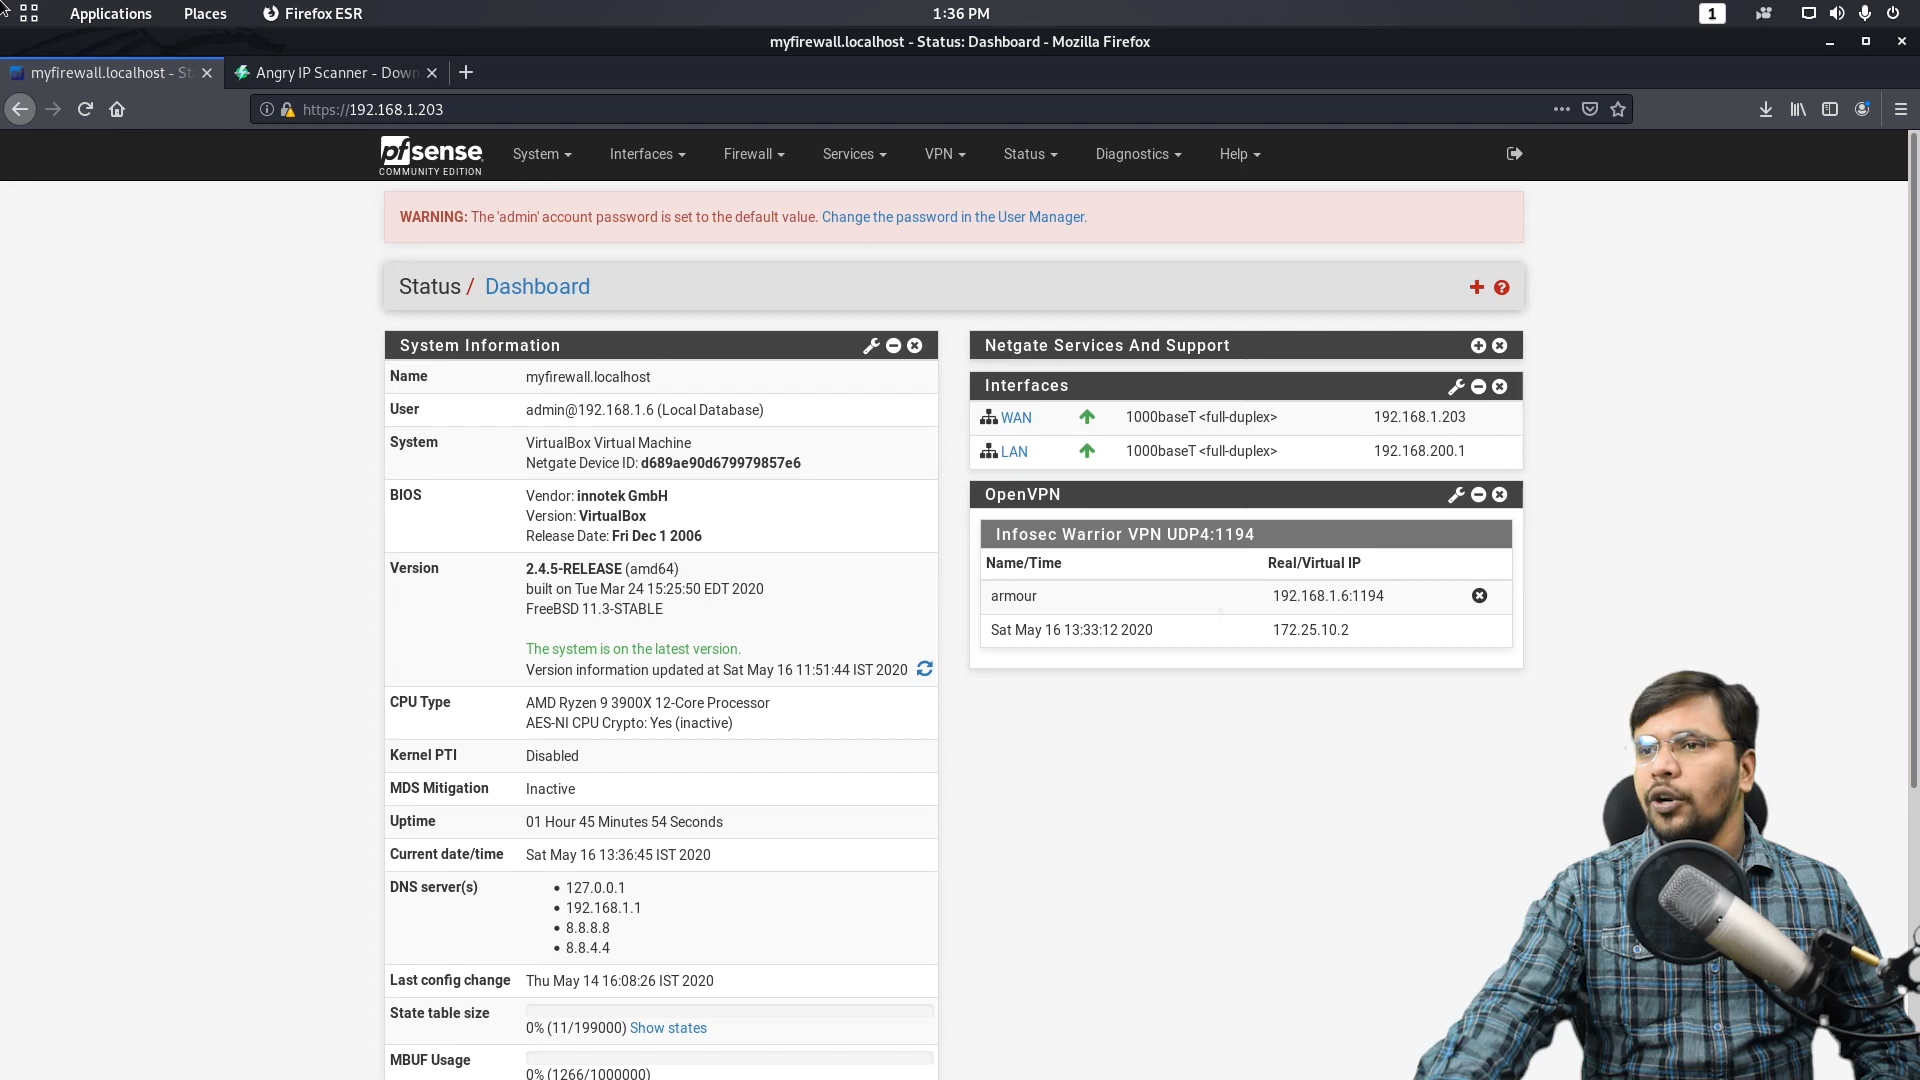 Applications Places Firefox ESR 1:36 PM 1
myfirewall.localhost - Status: Dashboard - Mozilla Firefox
myfirewall.localhost - St Angry IP Scanner - Down
https://192.168.1.203
pfsense System Interfaces Firewall Services VPN Status Diagnostics Help
COMMUNITY EDITION
WARNING: The 'admin' account password is set to the default value. Change the password in the User Manager.
Status / Dashboard
System Information
Name myfirewall.localhost
User admin@192.168.1.6 (Local Database)
System VirtualBox Virtual Machine
Netgate Device ID: d689ae90d679979857e6
BIOS Vendor: innotek GmbH
Version: VirtualBox
Release Date: Fri Dec 1 2006
Version 2.4.5-RELEASE (amd64)
built on Tue Mar 24 15:25:50 EDT 2020
FreeBSD 11.3-STABLE
The system is on the latest version.
Version information updated at Sat May 16 11:51:44 IST 2020
CPU Type AMD Ryzen 9 3900X 12-Core Processor
AES-NI CPU Crypto: Yes (inactive)
Kernel PTI Disabled
MDS Mitigation Inactive
Uptime 01 Hour 45 Minutes 54 Seconds
Current date/time Sat May 16 13:36:45 IST 2020
DNS server(s) • 127.0.0.1
• 192.168.1.1
• 8.8.8.8
• 8.8.4.4
Last config change Thu May 14 16:08:26 IST 2020
State table size
0% (11/199000) Show states
MBUF Usage
0% (1266/1000000)
Netgate Services And Support
Interfaces
WAN 1000baseT <full-duplex> 192.168.1.203
LAN 1000baseT <full-duplex> 192.168.200.1
OpenVPN
Infosec Warrior VPN UDP4:1194
Name/Time Real/Virtual IP
armour 192.168.1.6:1194
Sat May 16 13:33:12 2020 172.25.10.2